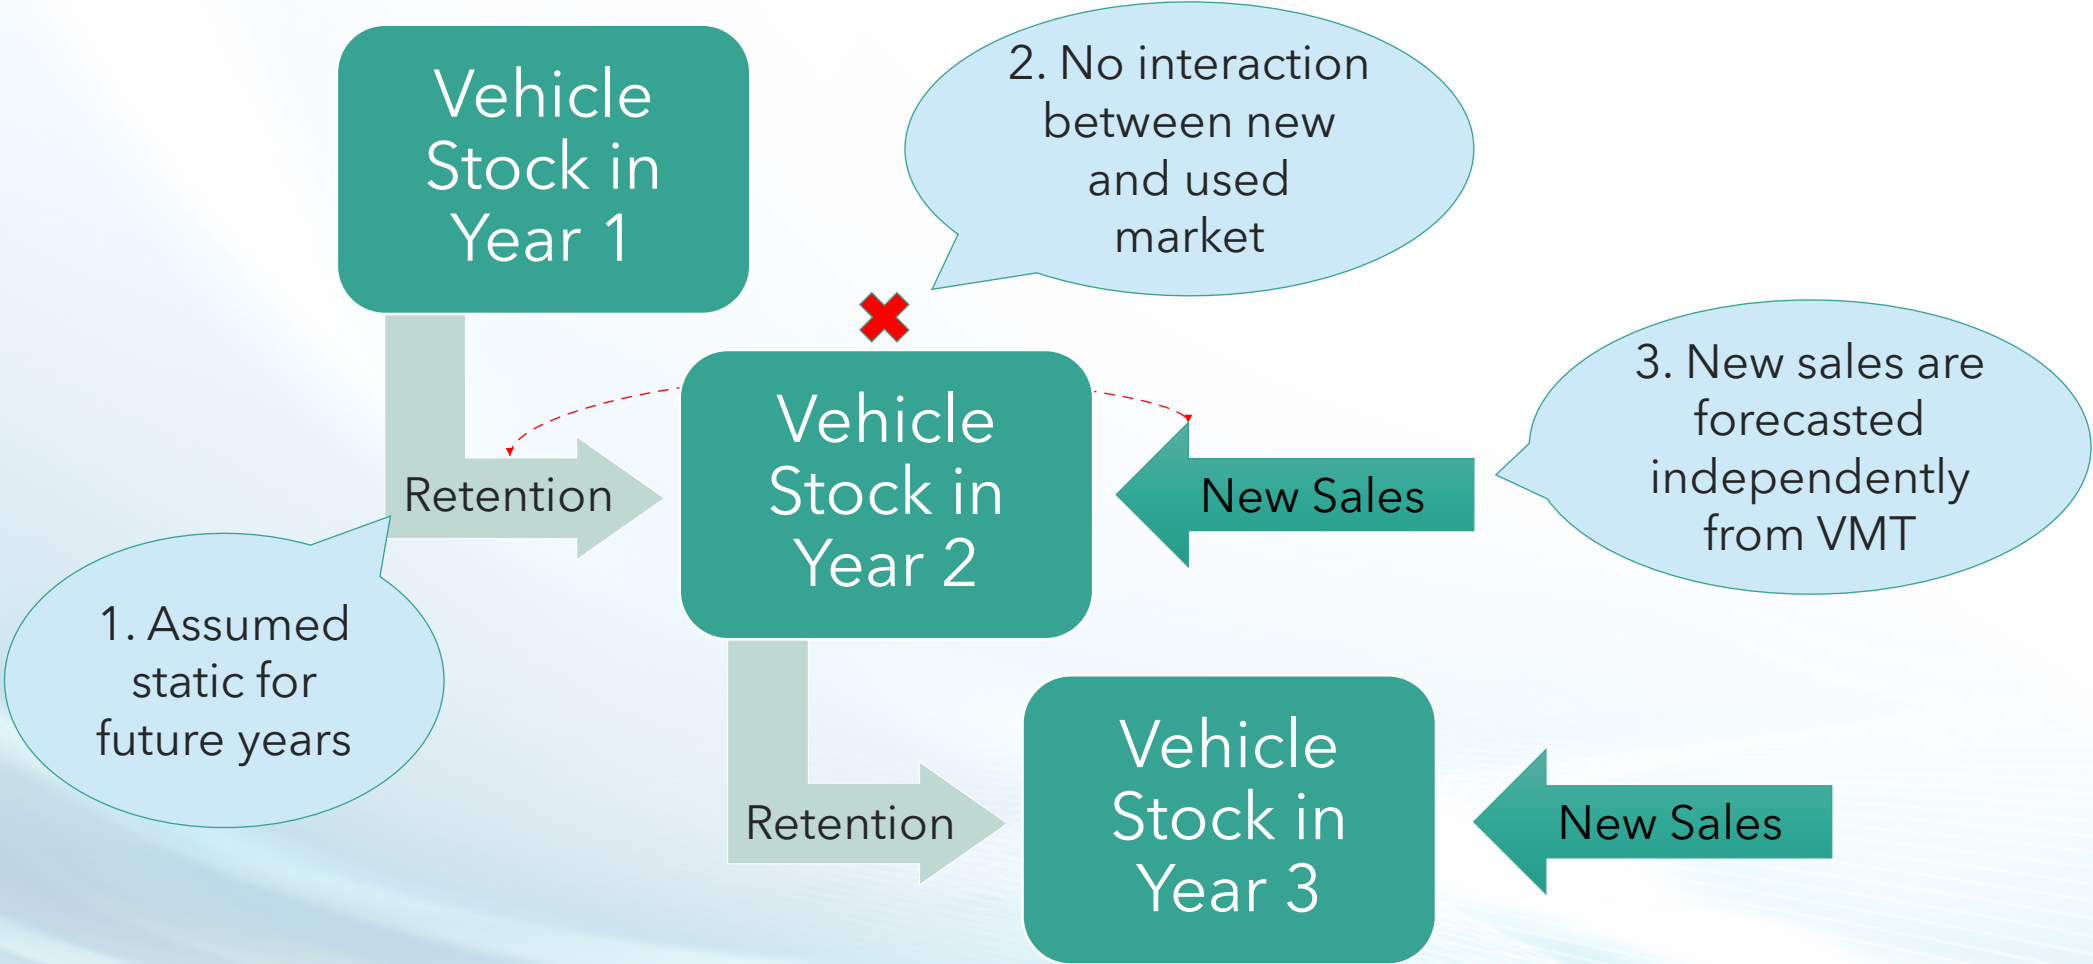 Vehicle
Stock in
Year 1
2. No interaction
between new
and used
market
3. New sales are
forecasted
independently
from VMT
Vehicle
Stock in
Year 2
Retention
New Sales
1. Assumed
static for
future years
Vehicle
Stock in
Year 3
Retention
New Sales